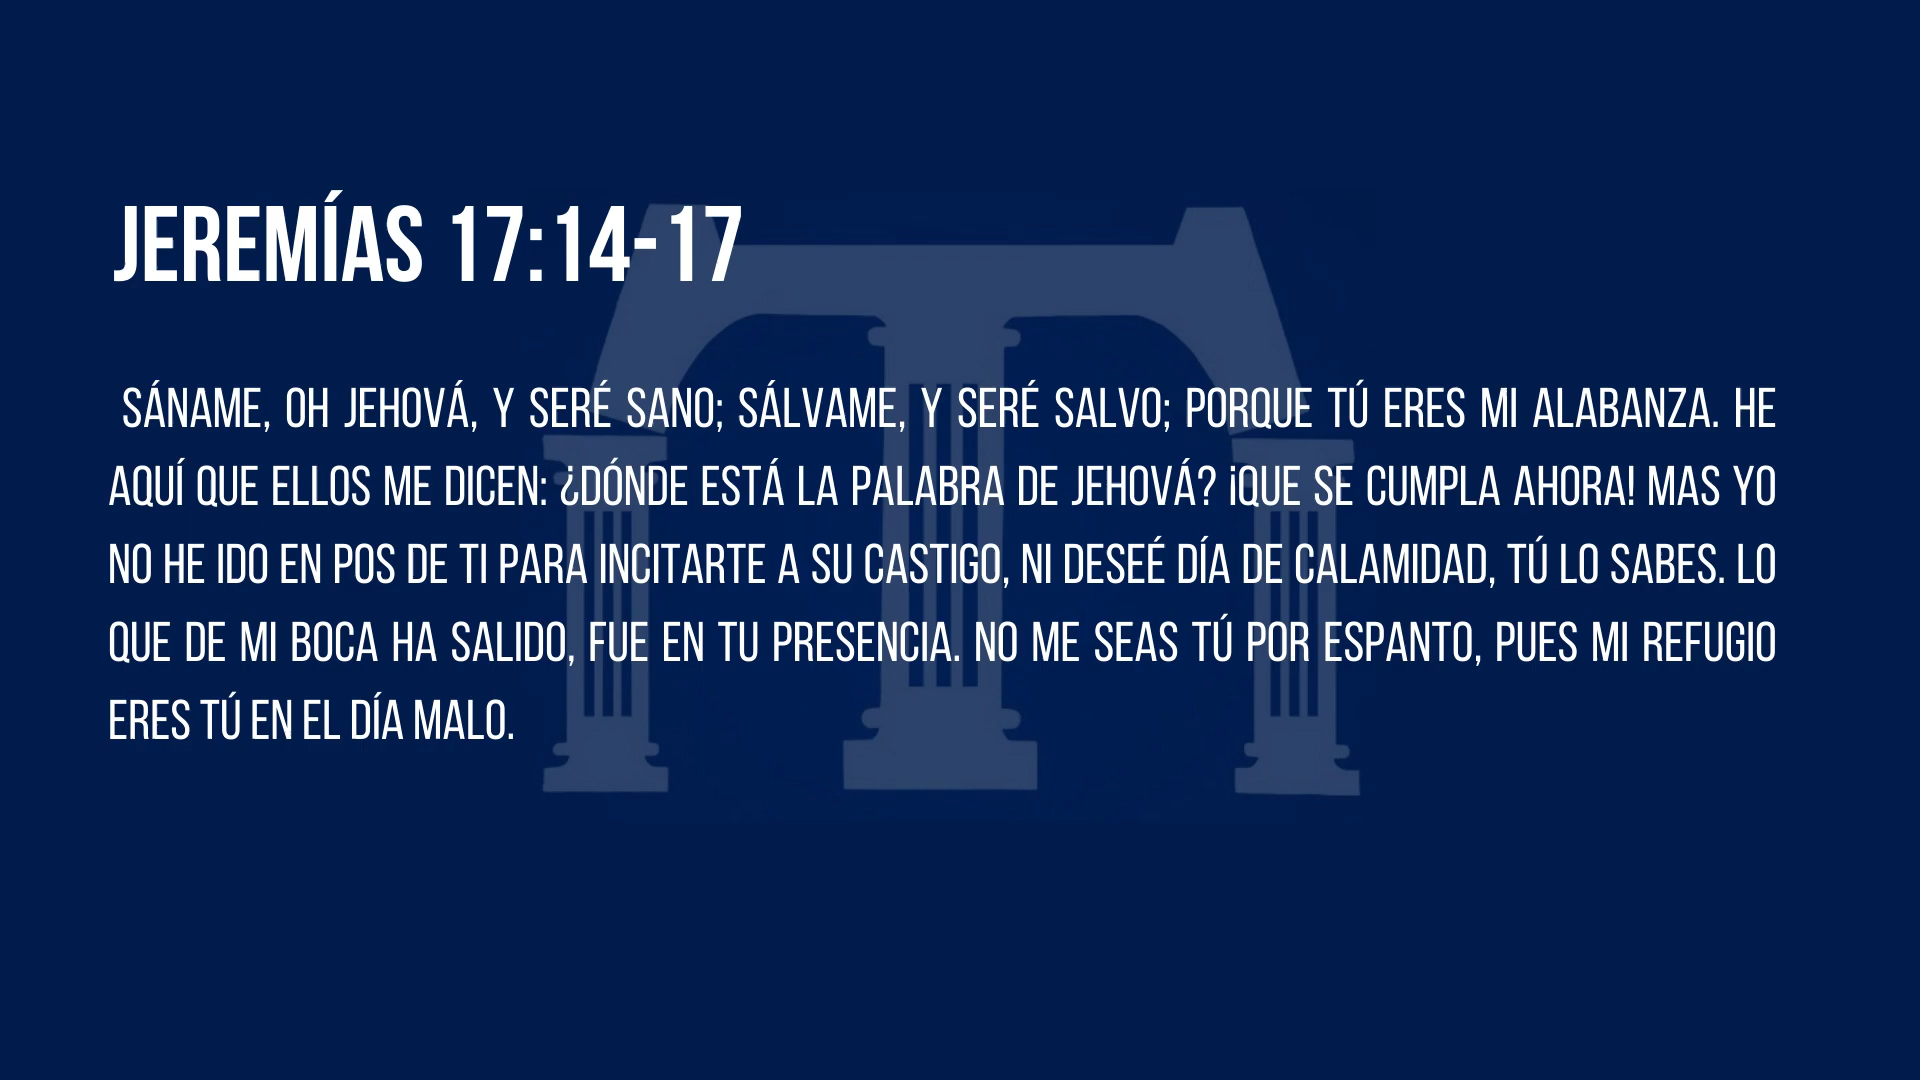 JEREMÍAS 17:14-17
SÁNAME, OH JEHOVÁ, Y SERÉ SANO; SÁLVAME, Y SERÉ SALVO; PORQUE TÚ ERES MI ALABANZA. HE
AQUÍ QUE ELLOS ME DICEN: ¿DÓNDE ESTÁ LA PALABRA DE JEHOVÁ? ¡QUE SE CUMPLA AHORA! MAS YO
NO HE IDO EN POS DE TI PARA INCITARTE A SU CASTIGO, NI DESEÉ DÍA DE CALAMIDAD, TÚ LO SABES. LO
QUE DE MI BOCA HA SALIDO, FUE EN TU PRESENCIA. NO ME SEAS TÚ POR ESPANTO, PUES MI REFUGIO
ERES TÚ EN EL DÍA MALO.